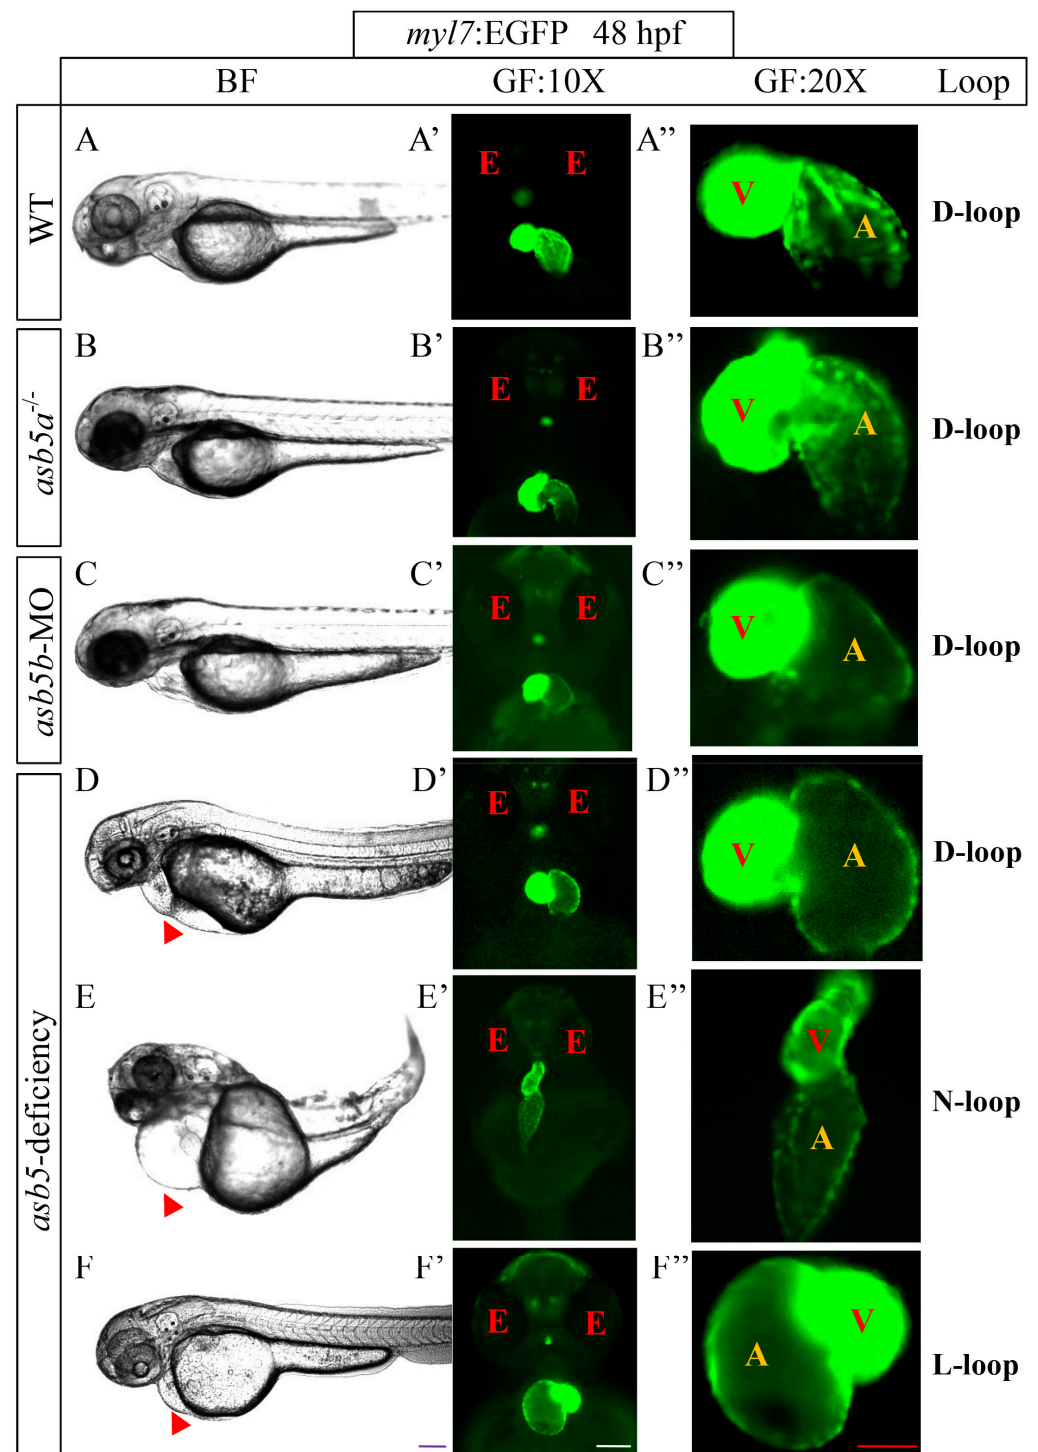 myl7:EGFP 48 hpf
BF GF:10X GF:20X Loop
WT
A A’ E E A’’ V A D-loop
asb5a-/-
B B’ E E B’’ V A D-loop
asb5b-MO
C C’ E E C’’ V A D-loop
asb5-deficiency
D D’ E E D’’ V A D-loop
E E’ E E E’’ V A N-loop
F F’ E E F’’ A V L-loop